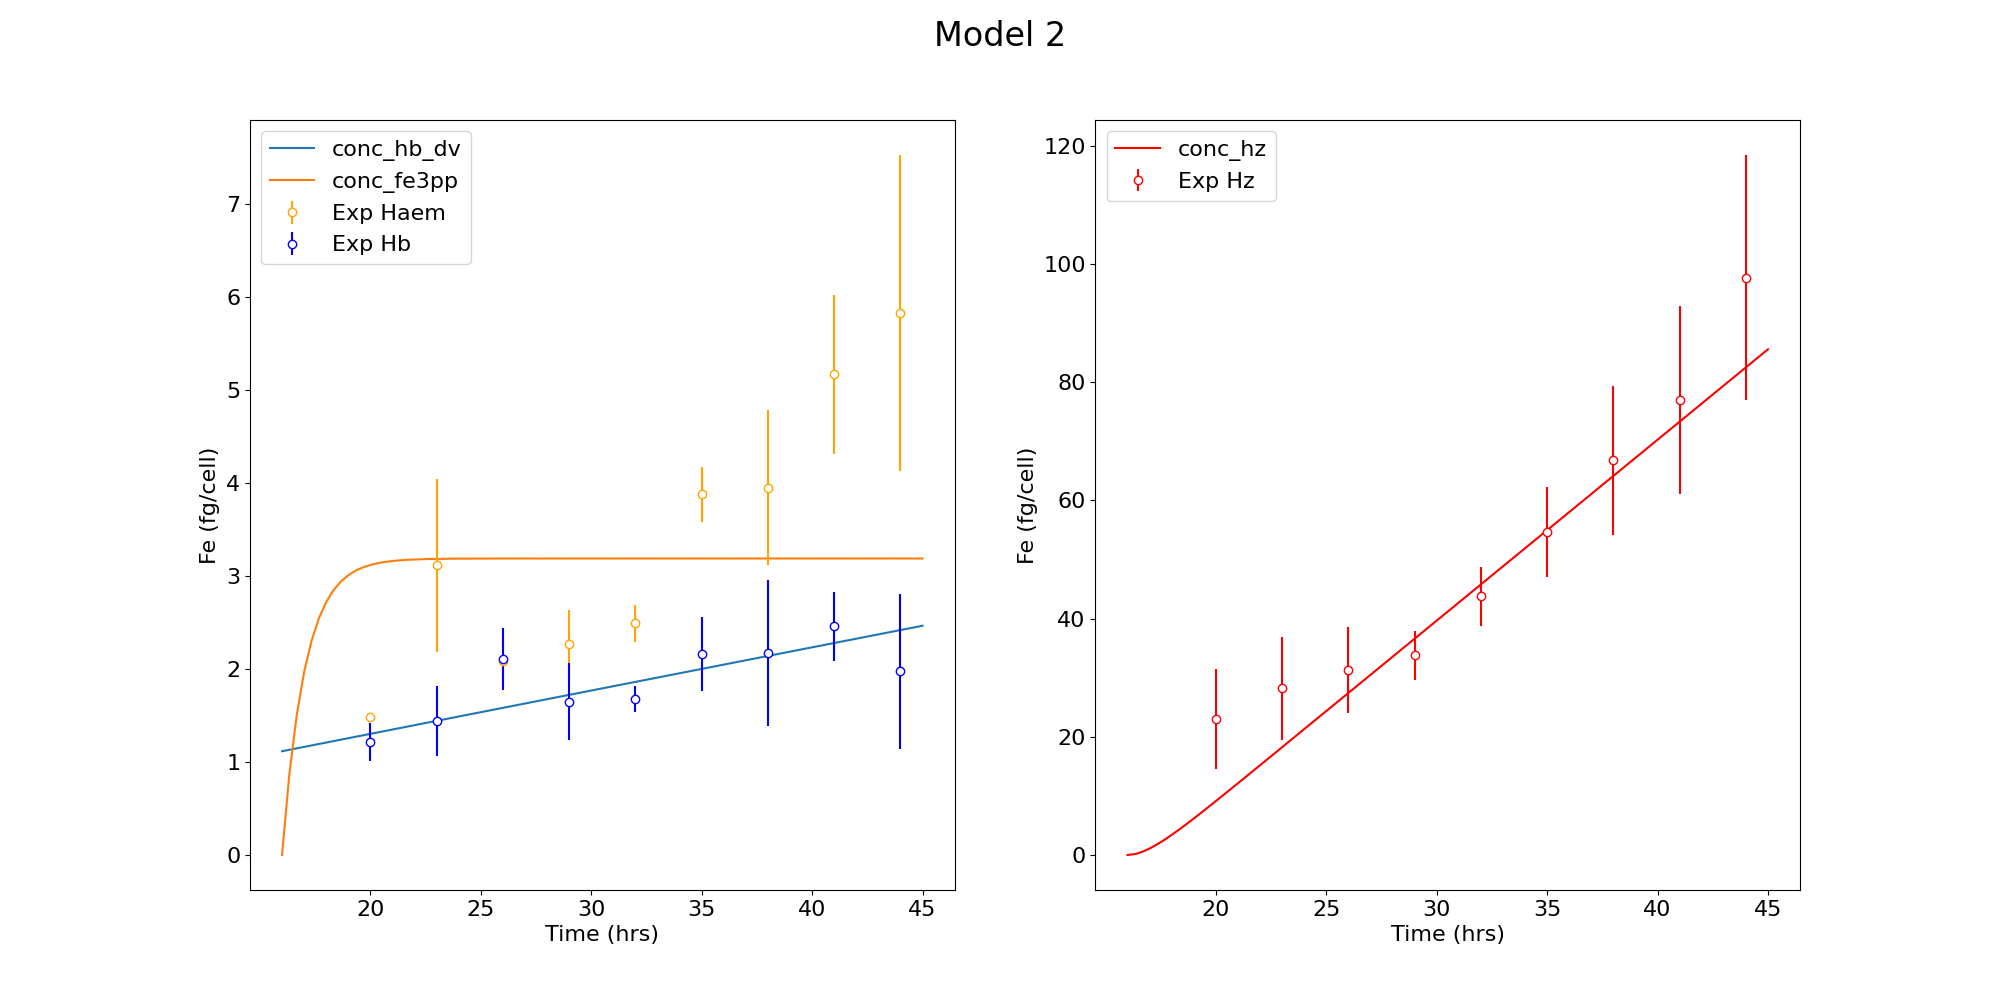 Model 2
conc_hb_dv
conc_fe3pp
Exp Haem
Exp Hb
7
6
5
4
3
2
1
0
Fe (fg/cell)
20 25 30 35 40 45
Time (hrs)
conc_hz
Exp Hz
120
100
80
60
40
20
0
Fe (fg/cell)
20 25 30 35 40 45
Time (hrs)